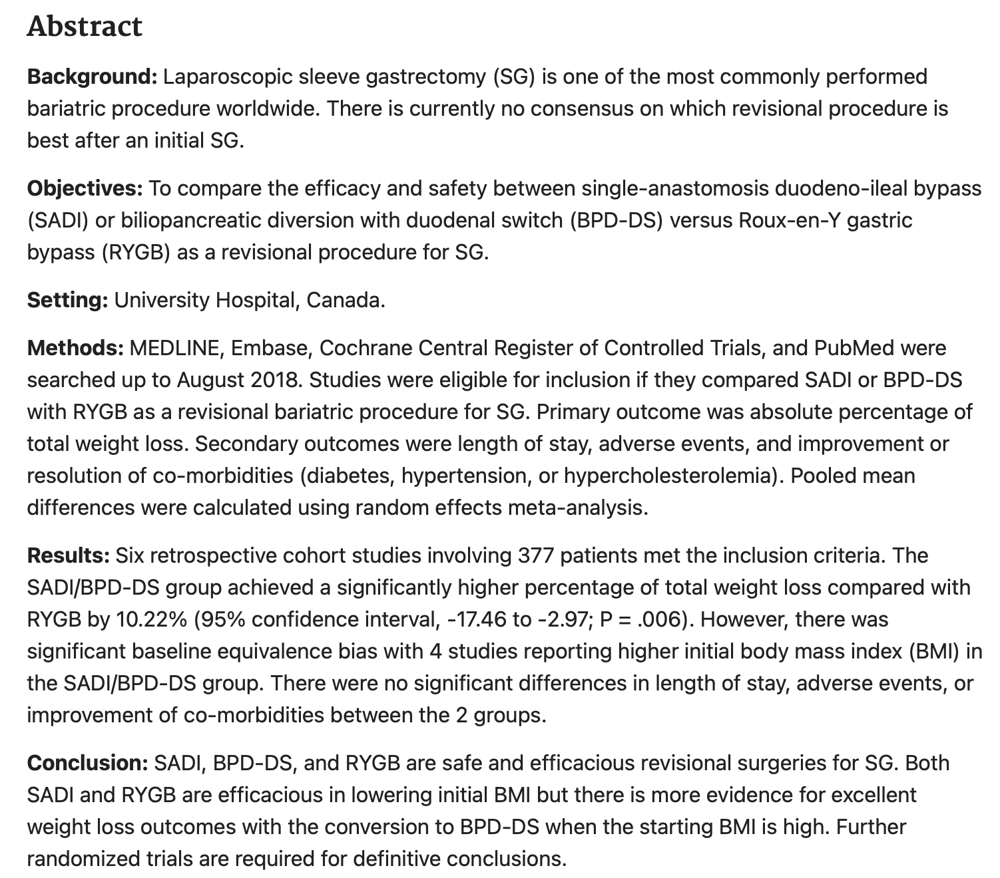 Abstract
Background: Laparoscopic sleeve gastrectomy (SG) is one of the most commonly performed
bariatric procedure worldwide. There is currently no consensus on which revisional procedure is
best after an initial SG.
Objectives: To compare the efficacy and safety between single-anastomosis duodeno-ileal bypass
(SADI) or biliopancreatic diversion with duodenal switch (BPD-DS) versus Roux-en-Y gastric
bypass (RYGB) as a revisional procedure for SG.
Setting: University Hospital, Canada.
Methods: MEDLINE, Embase, Cochrane Central Register of Controlled Trials, and PubMed were
searched up to August 2018. Studies were eligible for inclusion if they compared SADI or BPD-DS
with RYGB as a revisional bariatric procedure for SG. Primary outcome was absolute percentage of
total weight loss. Secondary outcomes were length of stay, adverse events, and improvement or
resolution of co-morbidities (diabetes, hypertension, or hypercholesterolemia). Pooled mean
differences were calculated using random effects meta-analysis.
Results: Six retrospective cohort studies involving 377 patients met the inclusion criteria. The
SADI/BPD-DS group achieved a significantly higher percentage of total weight loss compared with
RYGB by 10.22% (95% confidence interval, -17.46 to -2.97; P = .006). However, there was
significant baseline equivalence bias with 4 studies reporting higher initial body mass index (BMI) in
the SADI/BPD-DS group. There were no significant differences in length of stay, adverse events, or
improvement of co-morbidities between the 2 groups.
Conclusion: SADI, BPD-DS, and RYGB are safe and efficacious revisional surgeries for SG. Both
SADI and RYGB are efficacious in lowering initial BMI but there is more evidence for excellent
weight loss outcomes with the conversion to BPD-DS when the starting BMI is high. Further
randomized trials are required for definitive conclusions.